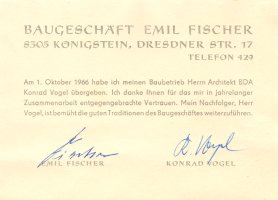 BAUGESCHÄFT EMIL FISCHER
8305 KÖNIGSTEIN, DRESDNER STR. 17
TELEFON 429
Am 1. Oktober 1966 habe ich meinen Baubetrieb Herrn Architekt BDA
Konrad Vogel übergeben. Ich danke Ihnen für das mir in jahrelanger
Zusammenarbeit entgegengebrachte Vertrauen. Mein Nachfolger, Herr
Vogel, ist bemüht die guten Traditionen des Baugeschäftes weiterzuführen.
Fischer K. Vogel
EMIL FISCHER KONRAD VOGEL